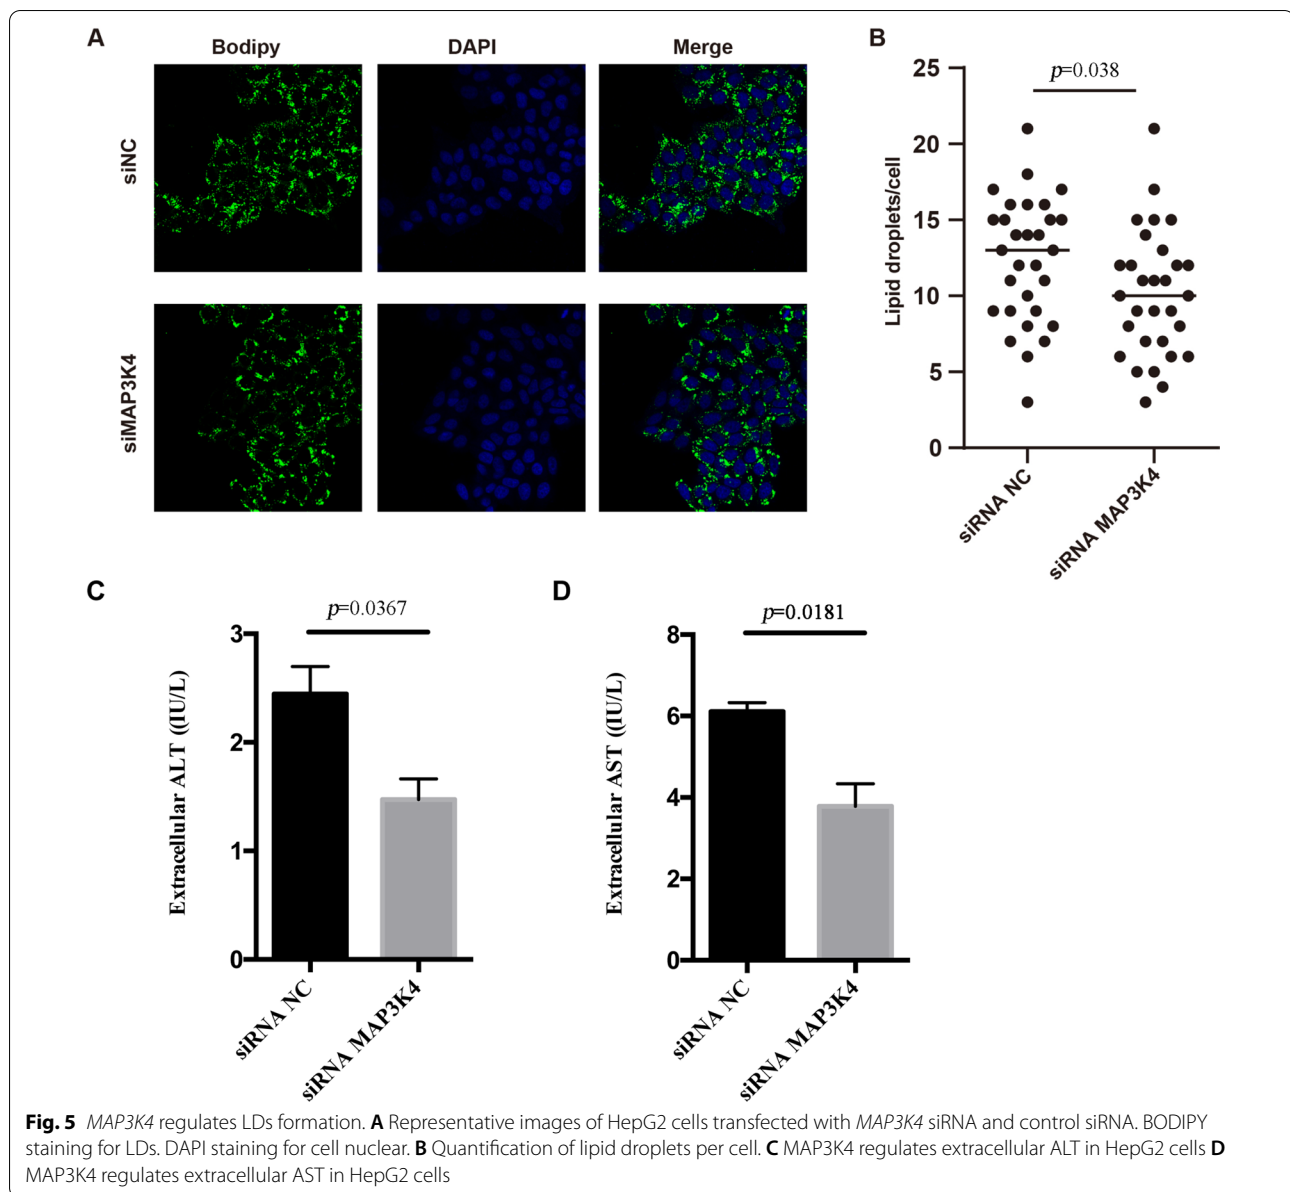 A
Bodipy
DAPI
Merge
siNC
siMAP3K4
B
p=0.038
Lipid droplets/cell
25
20
15
10
5
0
siRNA NC
siRNA MAP3K4
C
p=0.0367
Extracellular ALT ((IU/L)
3
2
1
0
siRNA NC
siRNA MAP3K4
D
p=0.0181
Extracellular AST ((IU/L)
8
6
4
2
0
siRNA NC
siRNA MAP3K4
Fig. 5 MAP3K4 regulates LDs formation. A Representative images of HepG2 cells transfected with MAP3K4 siRNA and control siRNA. BODIPY
staining for LDs. DAPI staining for cell nuclear. B Quantification of lipid droplets per cell. C MAP3K4 regulates extracellular ALT in HepG2 cells D
MAP3K4 regulates extracellular AST in HepG2 cells